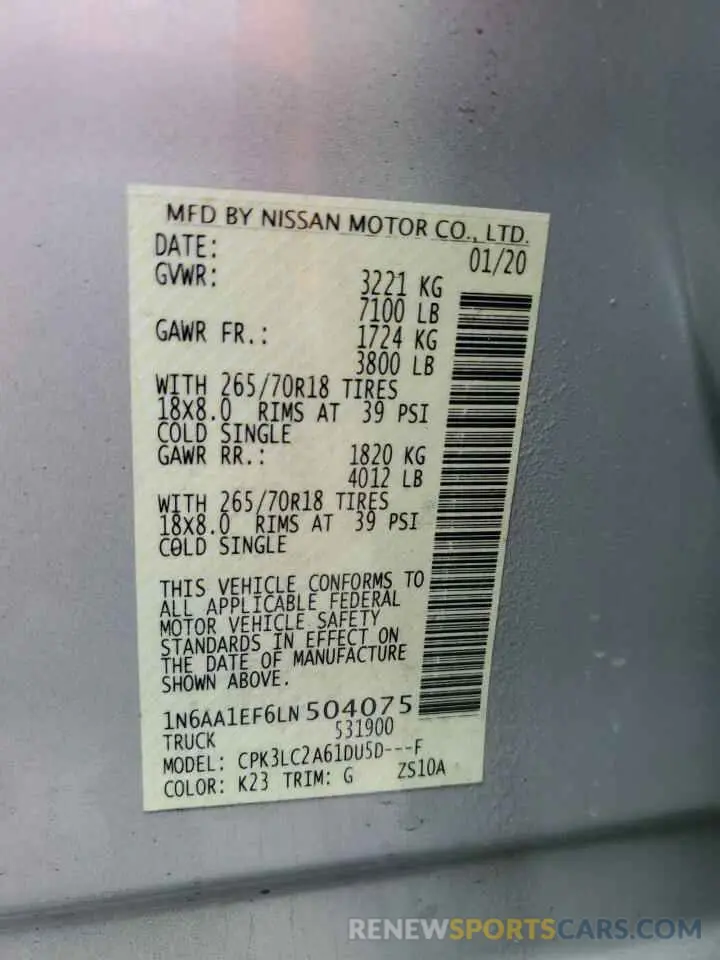 MFD BY NISSAN MOTOR CO., LTD.
DATE: 01/20
GVWR: 3221 KG
7100 LB
GAWR FR.: 1724 KG
3800 LB
WITH 265/70R18 TIRES
18X8.0 RIMS AT 39 PSI
COLD SINGLE
GAWR RR.: 1820 KG
4012 LB
WITH 265/70R18 TIRES
18X8.0 RIMS AT 39 PSI
COLD SINGLE
THIS VEHICLE CONFORMS TO
ALL APPLICABLE FEDERAL
MOTOR VEHICLE SAFETY
STANDARDS IN EFFECT ON
THE DATE OF MANUFACTURE
SHOWN ABOVE.
1N6AA1EF6LN504075
TRUCK 531900
MODEL: CPK3LC2A61DU5D---F
COLOR: K23 TRIM: G ZS10A
RENEWSPORTSCARS.COM